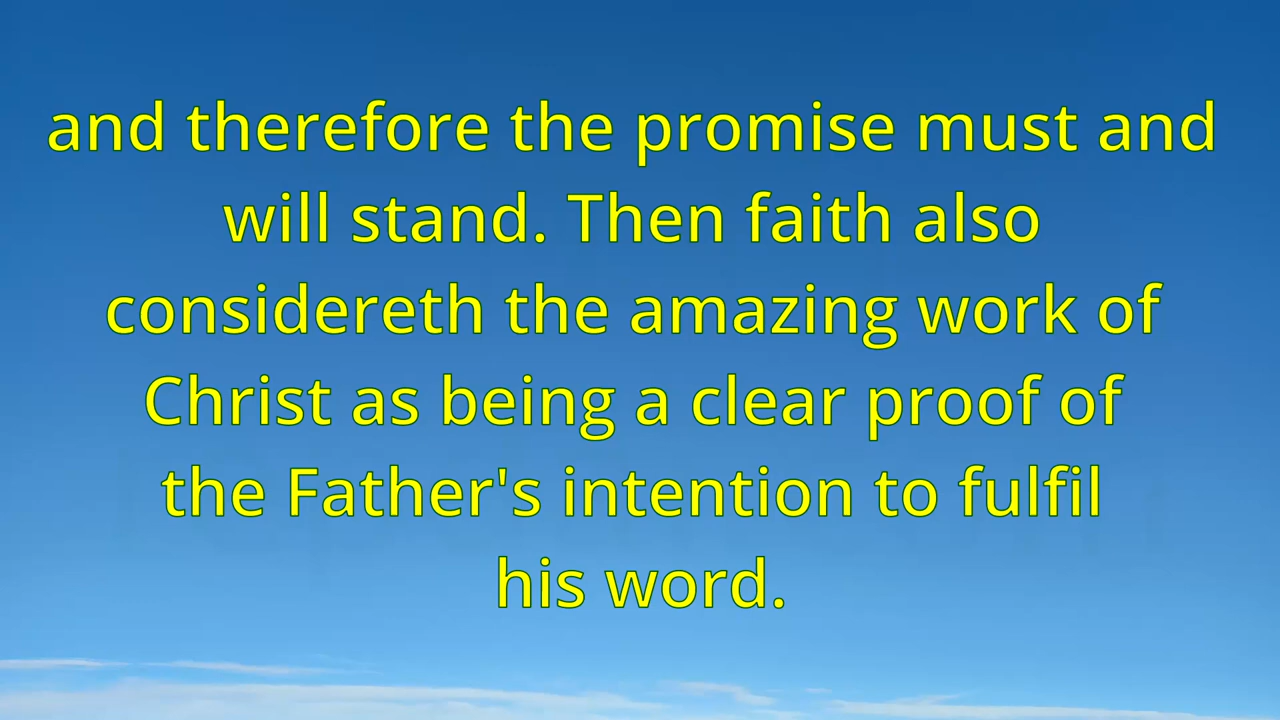 and therefore the promise must and
will stand. Then faith also
considereth the amazing work of
Christ as being a clear proof of
the Father's intention to fulfil
his word.